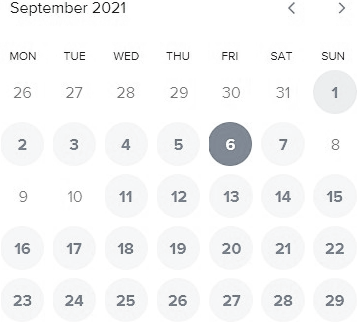 September 2021
MON TUE WED THU FRI SAT SUN
26 27 28 29 30 31 1
2 3 4 5 6 7 8
9 10 11 12 13 14 15
16 17 18 19 20 21 22
23 24 25 26 27 28 29